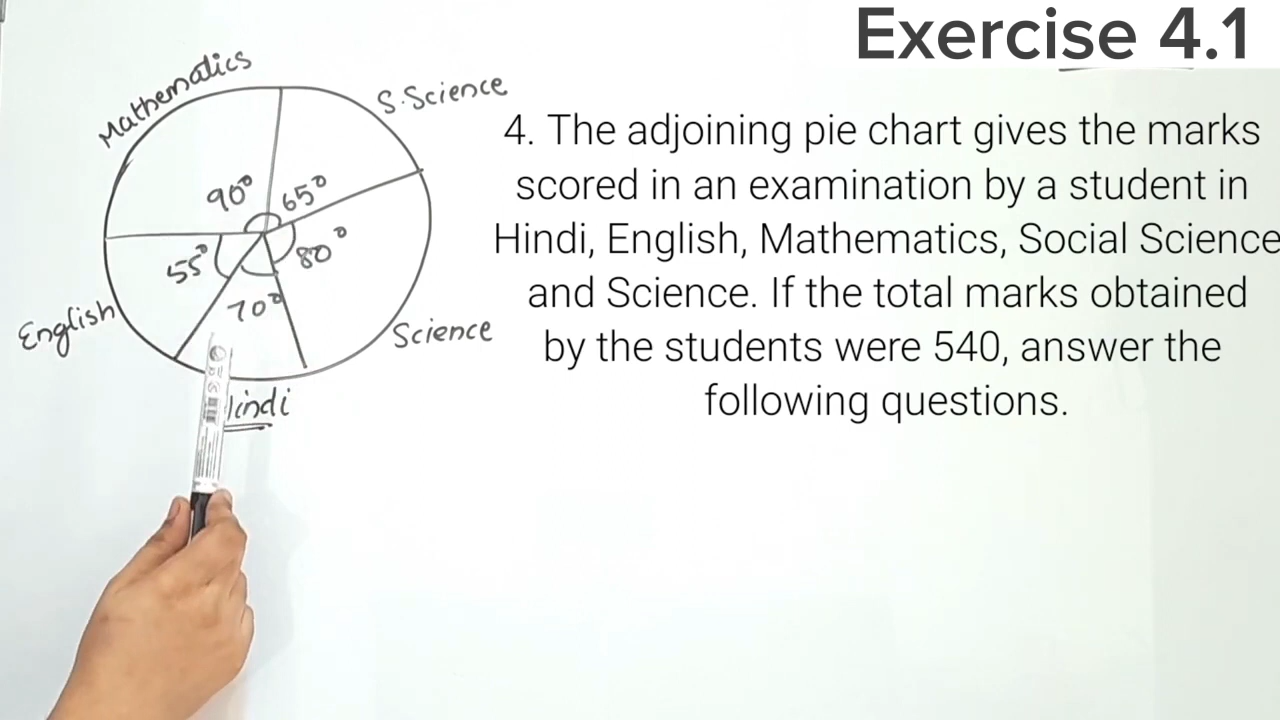 Exercise 4.1
Mathematics
S.Science
90°
65°
55°
80°
70°
English
Science
4. The adjoining pie chart gives the marks
scored in an examination by a student in
Hindi, English, Mathematics, Social Science
and Science. If the total marks obtained
by the students were 540, answer the
following questions.